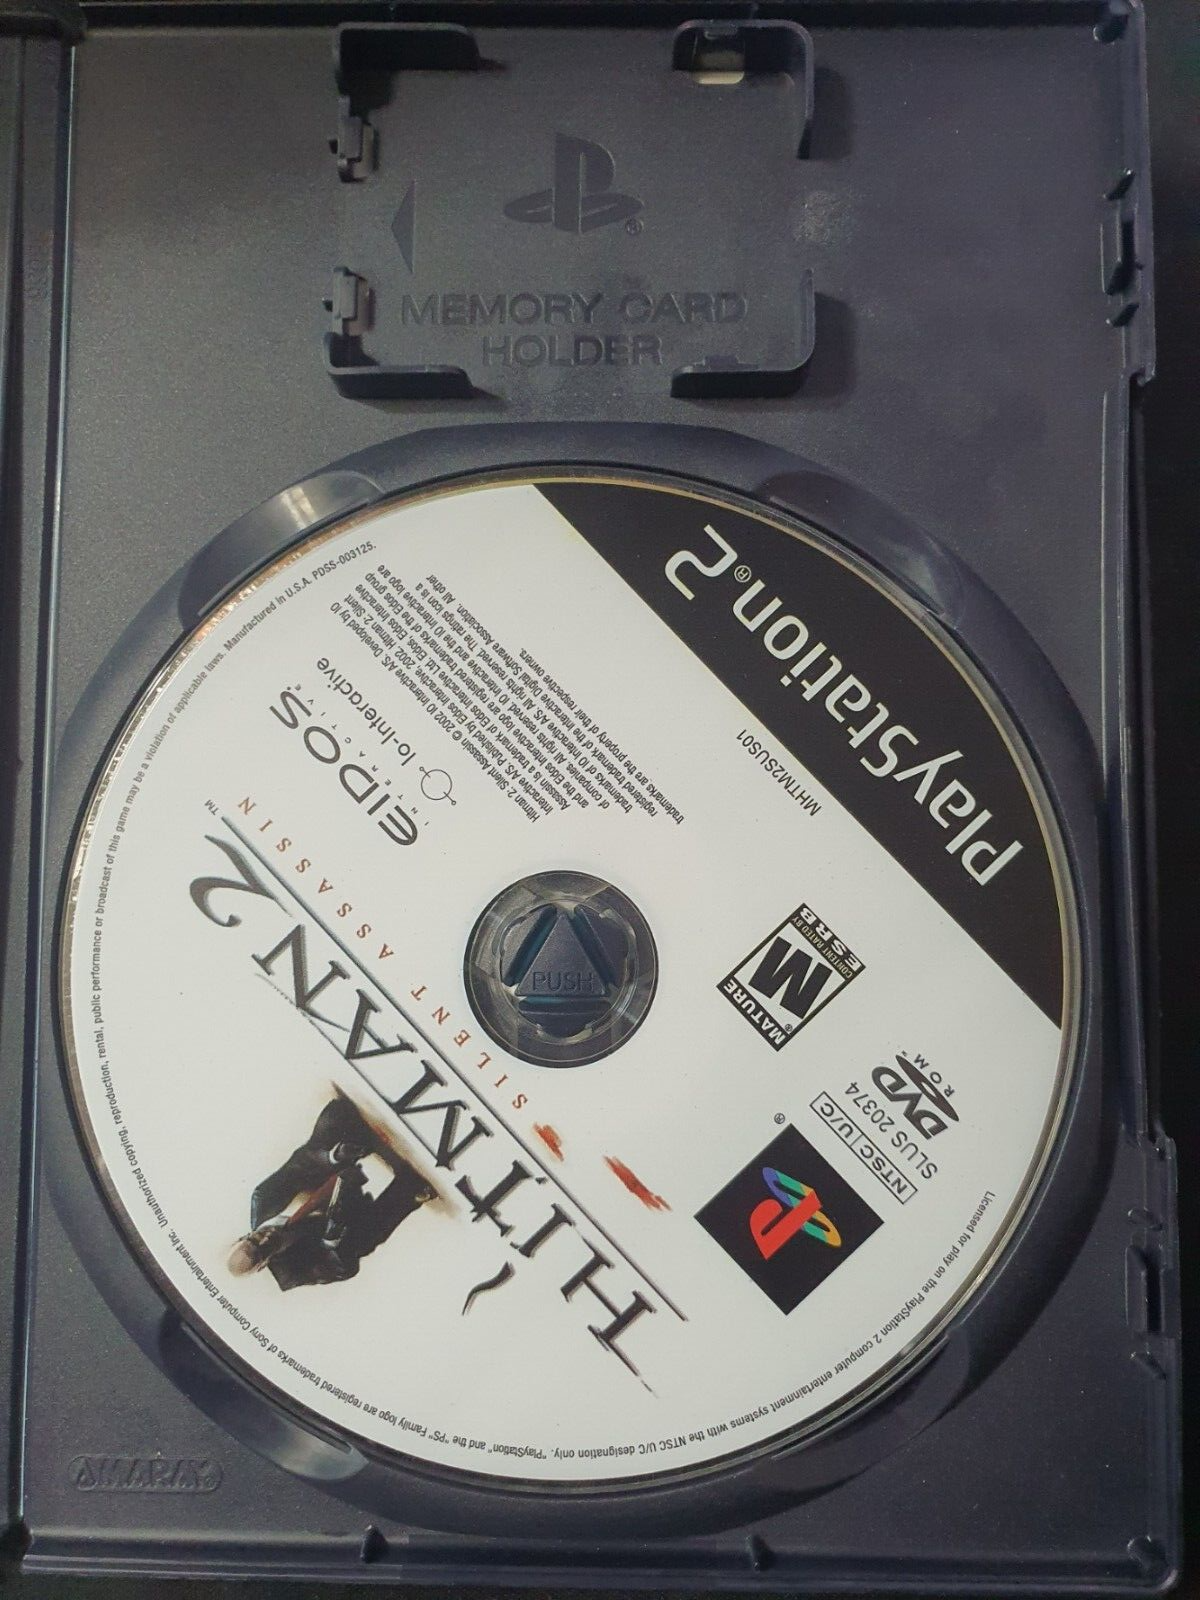 MEMORY CARD
HOLDER
PlayStation®2
MHTM2SUS01
MATURE
M®
CONTENT RATED BY
ESRB
DVD™
ROM
SLUS 20374
NTSC U/C
®
HITMAN 2™
SILENT ASSASSIN
EIDOS
INTERACTIVE
Io-Interactive
Hitman 2: Silent Assassin © 2002 IO Interactive A/S. Developed by IO
Interactive A/S. Published by Eidos Interactive, 2002. Hitman 2: Silent
Assassin is a trademark of Eidos Interactive Ltd. Eidos, Eidos Interactive
and the Eidos Interactive logo are registered trademarks of the Eidos group
of companies. All rights reserved. IO Interactive and the IO Interactive logo are
trademarks of IO Interactive A/S. All rights reserved. The ratings icon is a
registered trademark of the Interactive Digital Software Association. All other
trademarks are the property of their respective owners.
Licensed for play on the PlayStation 2 computer entertainment systems with the NTSC U/C designation only. "PlayStation" and the "PS" Family logo are registered trademarks of Sony Computer Entertainment Inc. Unauthorized copying, reproduction, rental, public performance or broadcast of this game may be a violation of applicable laws. Manufactured in U.S.A. PDSS-003125.
PUSH
AMARAY